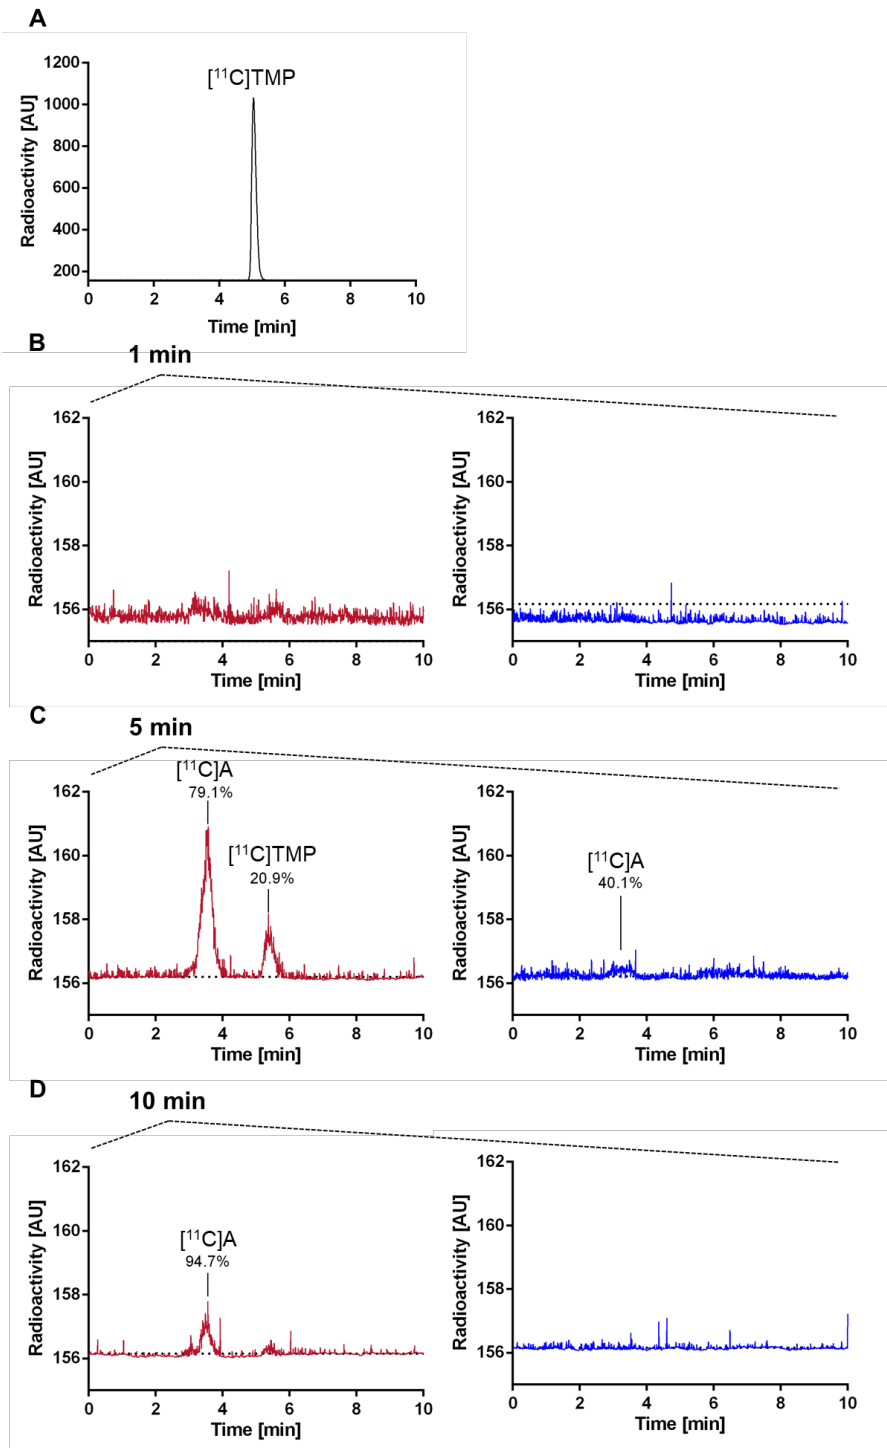 A
[¹¹C]TMP
Radioactivity [AU]
1200
1000
800
600
400
200
0 2 4 6 8 10
Time [min]
B
1 min
Radioactivity [AU]
162
160
158
156
0 2 4 6 8 10
Time [min]
Radioactivity [AU]
162
160
158
156
0 2 4 6 8 10
Time [min]
C
5 min
[¹¹C]A
79.1%
[¹¹C]TMP
20.9%
Radioactivity [AU]
162
160
158
156
0 2 4 6 8 10
Time [min]
[¹¹C]A
40.1%
Radioactivity [AU]
162
160
158
156
0 2 4 6 8 10
Time [min]
D
10 min
[¹¹C]A
94.7%
Radioactivity [AU]
162
160
158
156
0 2 4 6 8 10
Time [min]
Radioactivity [AU]
162
160
158
156
0 2 4 6 8 10
Time [min]